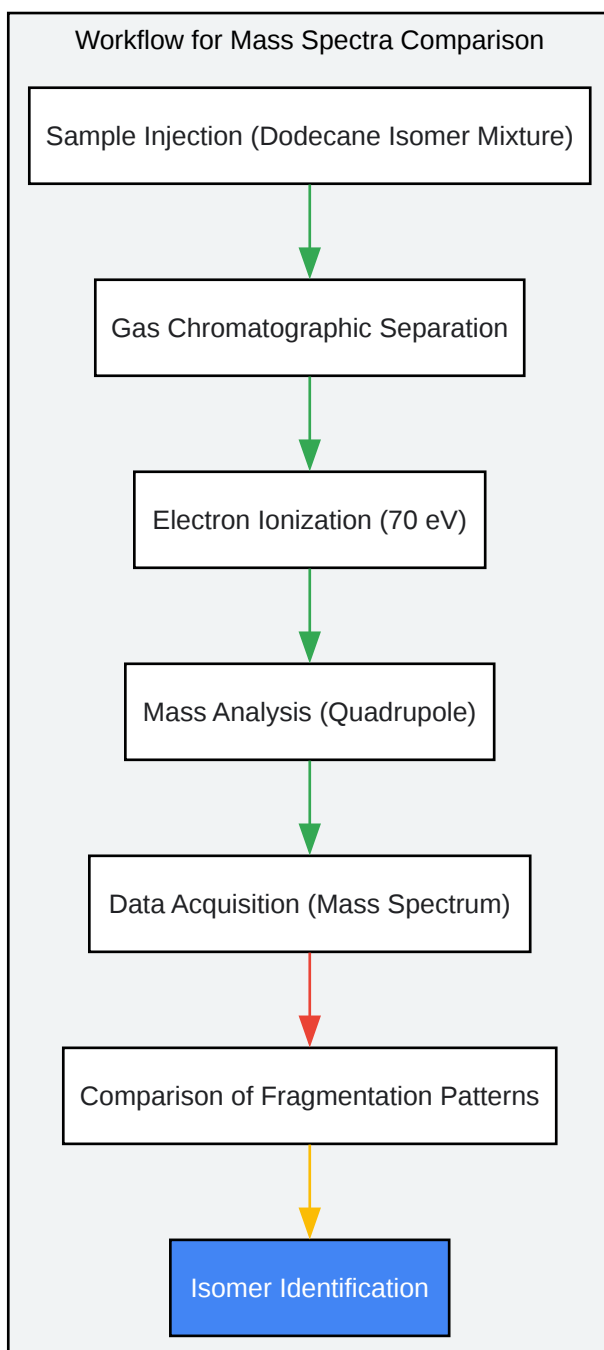 Workflow for Mass Spectra Comparison
Sample Injection (Dodecane Isomer Mixture)
Gas Chromatographic Separation
Electron Ionization (70 eV)
Mass Analysis (Quadrupole)
Data Acquisition (Mass Spectrum)
Comparison of Fragmentation Patterns
Isomer Identification